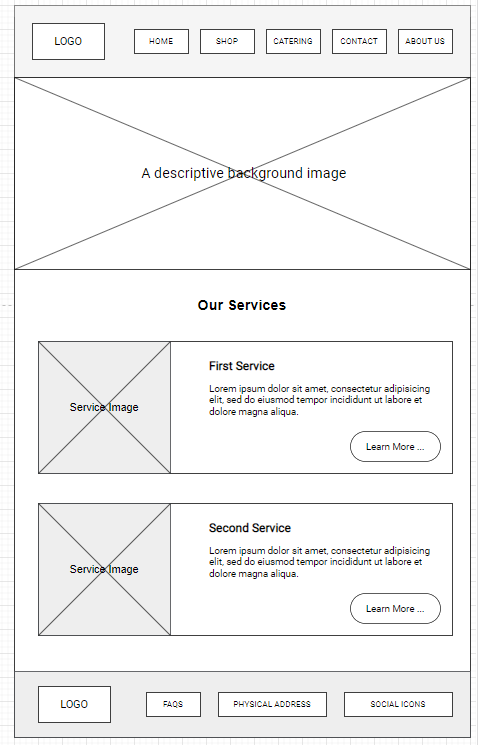 LOGO
HOME
SHOP
CATERING
CONTACT
ABOUT US
A descriptive background image
Our Services
Service Image
First Service
Lorem ipsum dolor sit amet, consectetur adipisicing
elit, sed do eiusmod tempor incididunt ut labore et
dolore magna aliqua.
Learn More ...
Service Image
Second Service
Lorem ipsum dolor sit amet, consectetur adipisicing
elit, sed do eiusmod tempor incididunt ut labore et
dolore magna aliqua.
Learn More ...
LOGO
FAQS
PHYSICAL ADDRESS
SOCIAL ICONS